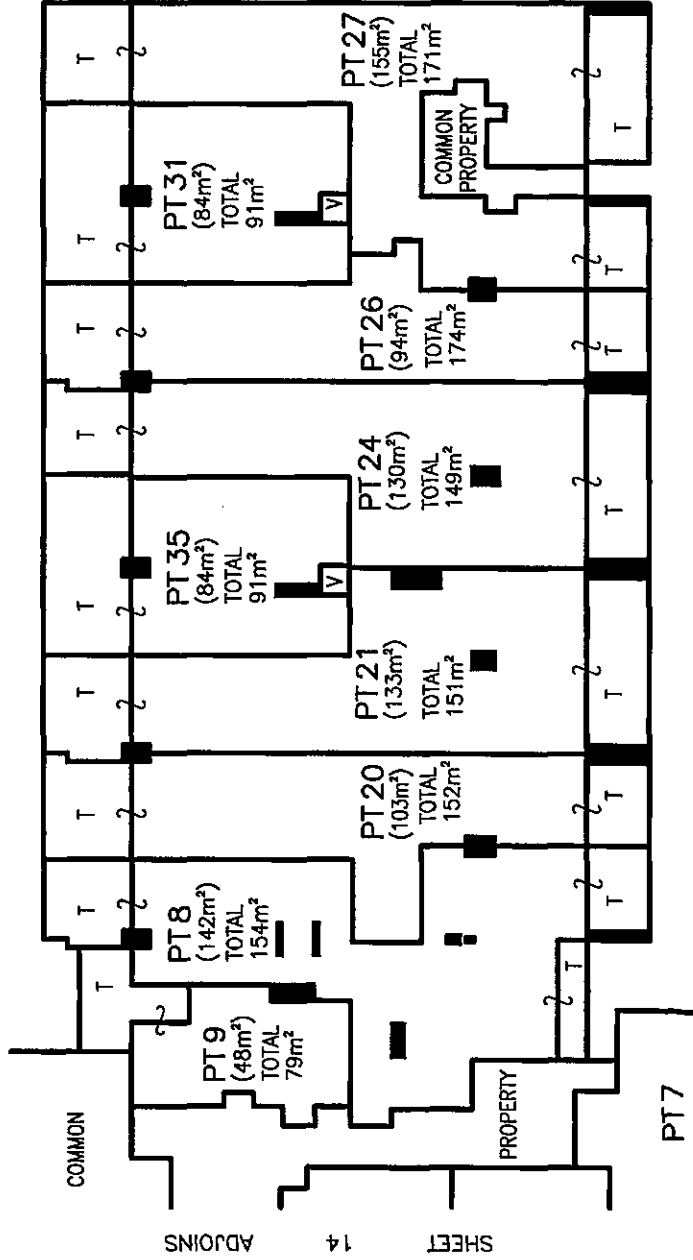 T
T
T
T
T
T
T
T
PT 31
(84m²)
TOTAL
91m²
V
PT 27
(155m²)
TOTAL
171m²
COMMON
PROPERTY
T
PT 26
(94m²)
TOTAL
174m²
T
T
PT 35
(84m²)
TOTAL
91m²
V
PT 24
(130m²)
TOTAL
149m²
T
PT 21
(133m²)
TOTAL
151m²
T
PT 20
(103m²)
TOTAL
152m²
T
T
PT 8
(142m²)
TOTAL
154m²
T
T
PT 9
(48m²)
TOTAL
79m²
COMMON
PROPERTY
PT 7
SHEET 14 ADJOINS